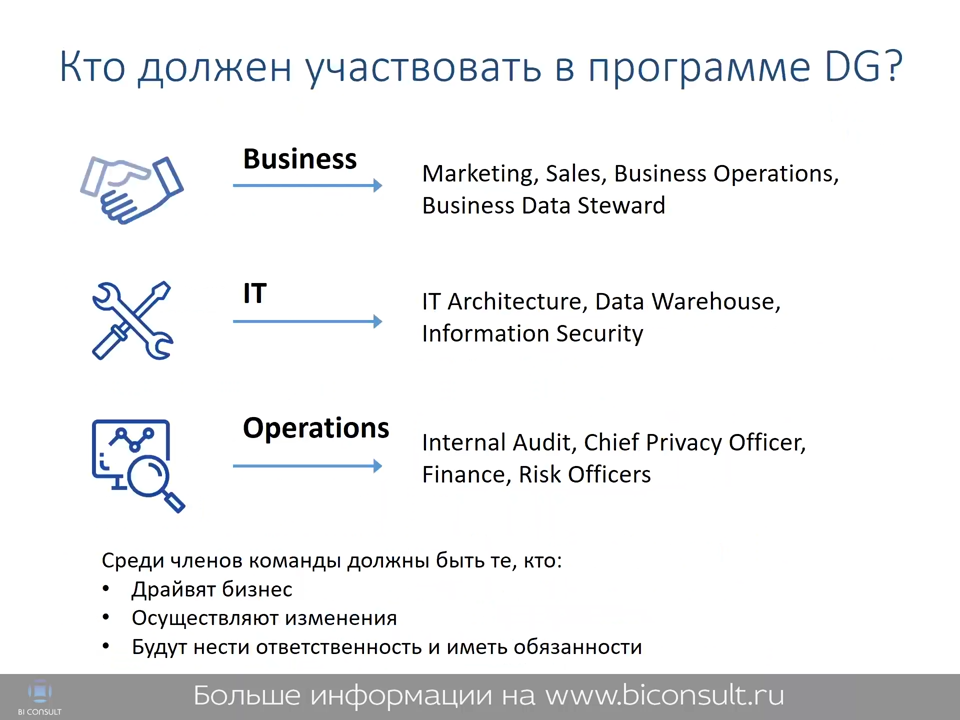 Кто должен участвовать в программе DG?
Business
Marketing, Sales, Business Operations,
Business Data Steward
IT
IT Architecture, Data Warehouse,
Information Security
Operations
Internal Audit, Chief Privacy Officer,
Finance, Risk Officers
Среди членов команды должны быть те, кто:
• Драйвят бизнес
• Осуществляют изменения
• Будут нести ответственность и иметь обязанности
BI CONSULT
Больше информации на www.biconsult.ru